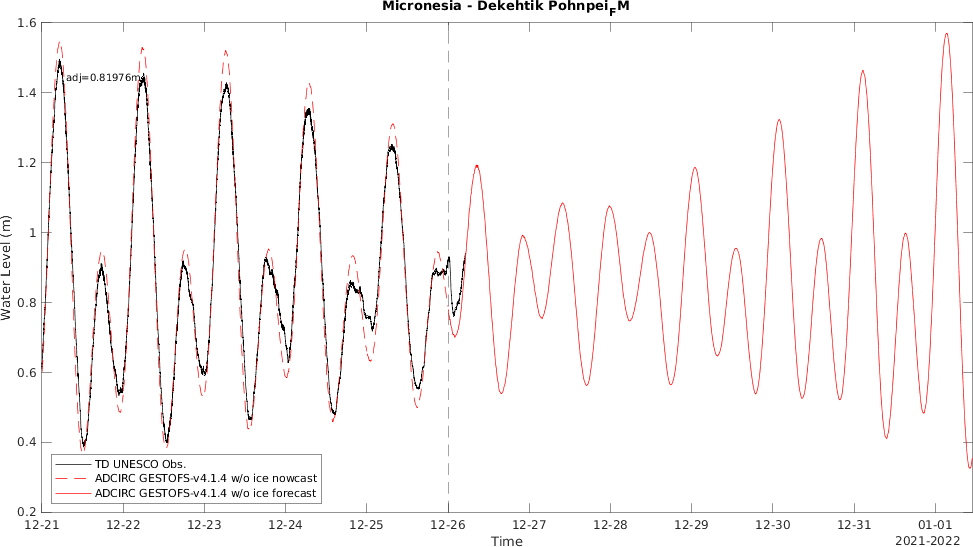 Micronesia - Dekehtik Pohnpei_FM
1.6
adj=0.81976m
1.4
1.2
1
0.8
0.6
0.4
0.2
Water Level (m)
TD UNESCO Obs.
ADCIRC GESTOFS-v4.1.4 w/o ice nowcast
ADCIRC GESTOFS-v4.1.4 w/o ice forecast
12-21 12-22 12-23 12-24 12-25 12-26 12-27 12-28 12-29 12-30 12-31 01-01
Time
2021-2022